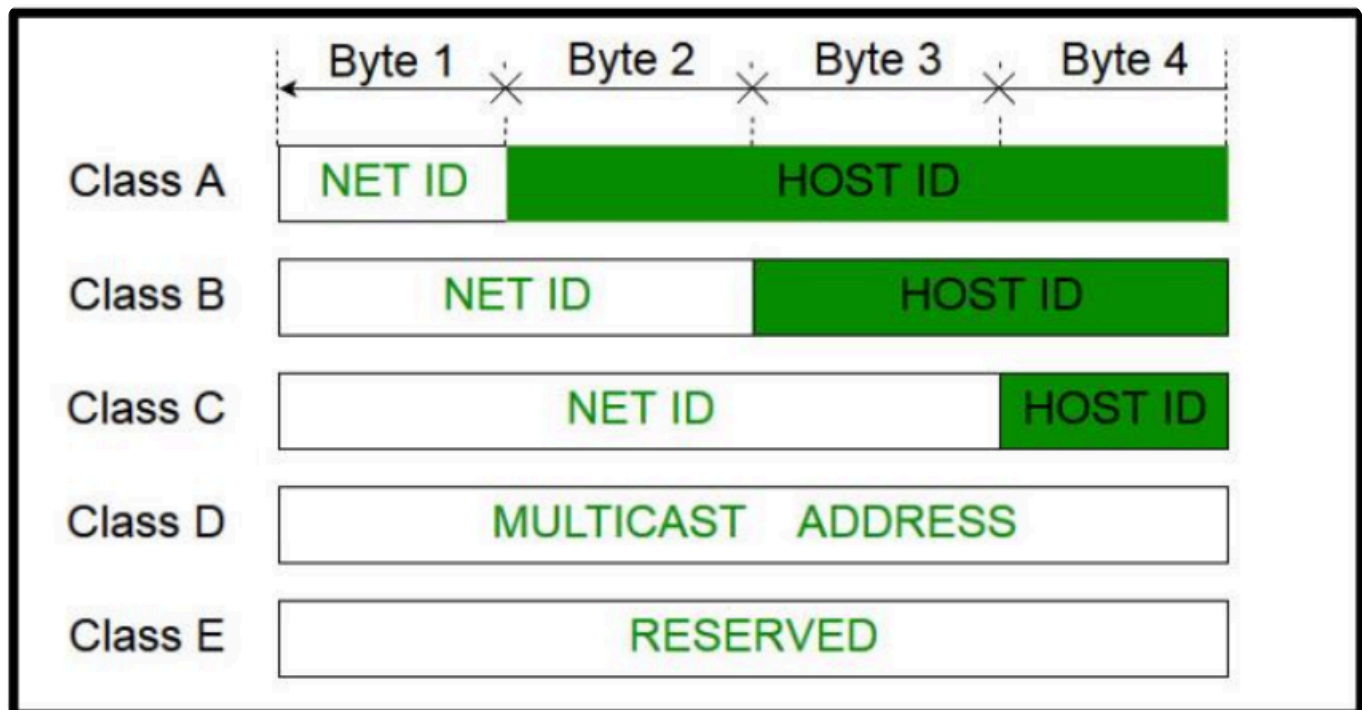 Byte 1 Byte 2 Byte 3 Byte 4
Class A NET ID HOST ID
Class B NET ID HOST ID
Class C NET ID HOST ID
Class D MULTICAST ADDRESS
Class E RESERVED